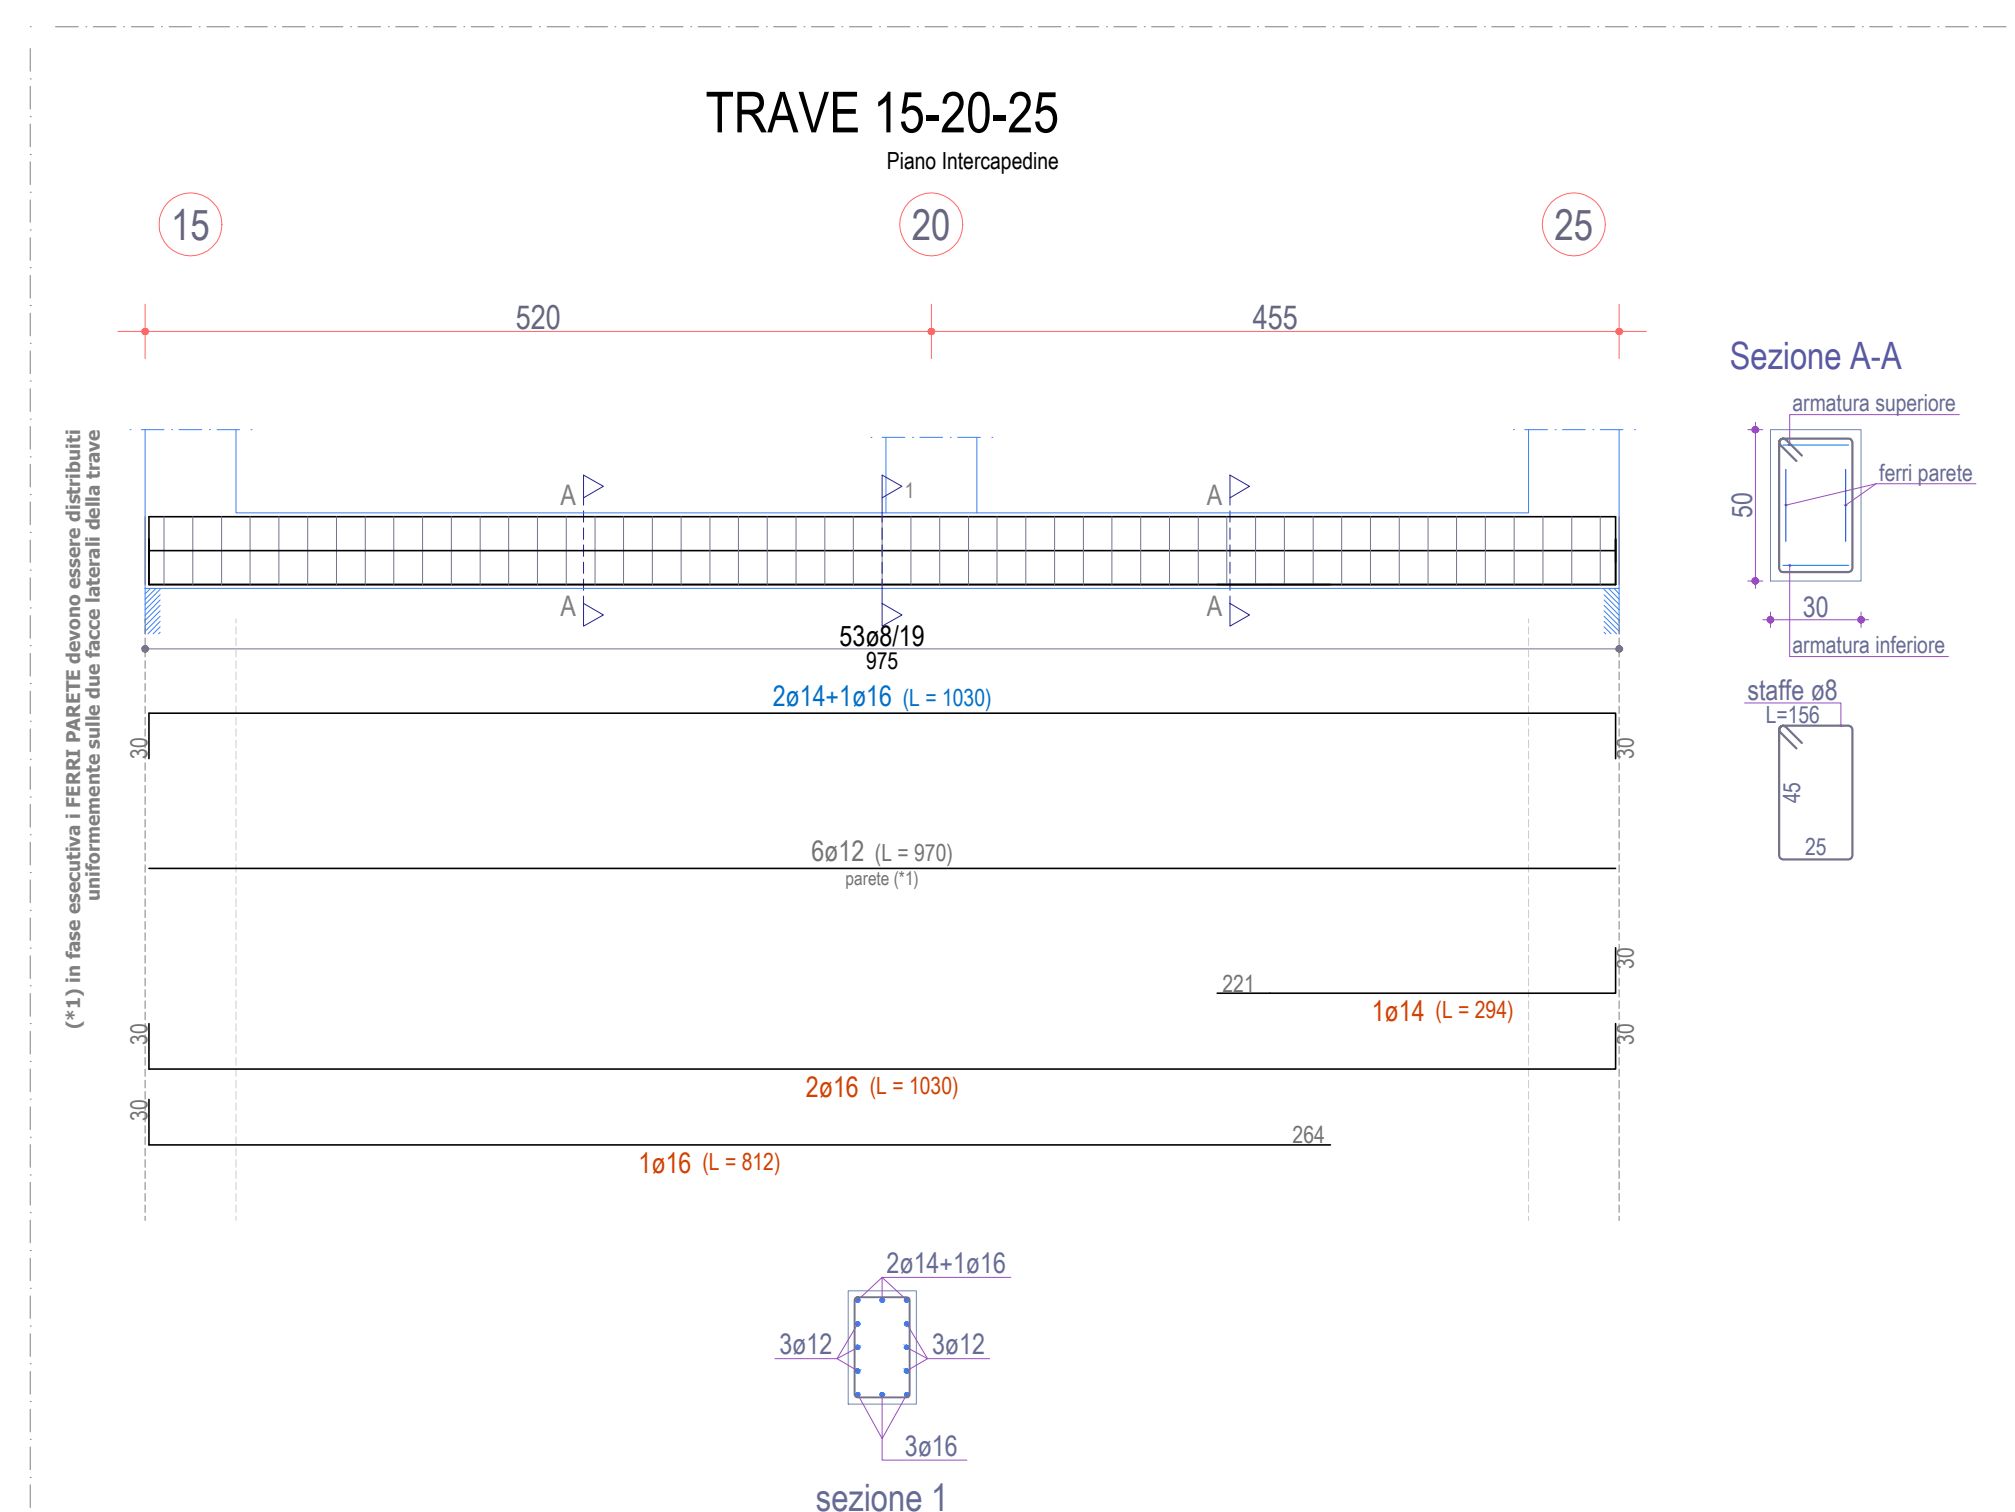 TRAVE 15-20-25
Piano Intercapedine
15
20
25
520
455
Sezione A-A
armatura superiore
ferri parete
50
30
armatura inferiore
staffe ø8
L=156
45
25
(*1) in fase esecutiva i FERRI PARETE devono essere distribuiti
uniformemente sulle due facce laterali della trave
A
1
A
A
A
53ø8/19
975
2ø14+1ø16 (L = 1030)
30
30
6ø12 (L = 970)
parete (*1)
30
221
1ø14 (L = 294)
30
30
2ø16 (L = 1030)
30
264
1ø16 (L = 812)
2ø14+1ø16
3ø12
3ø12
3ø16
sezione 1